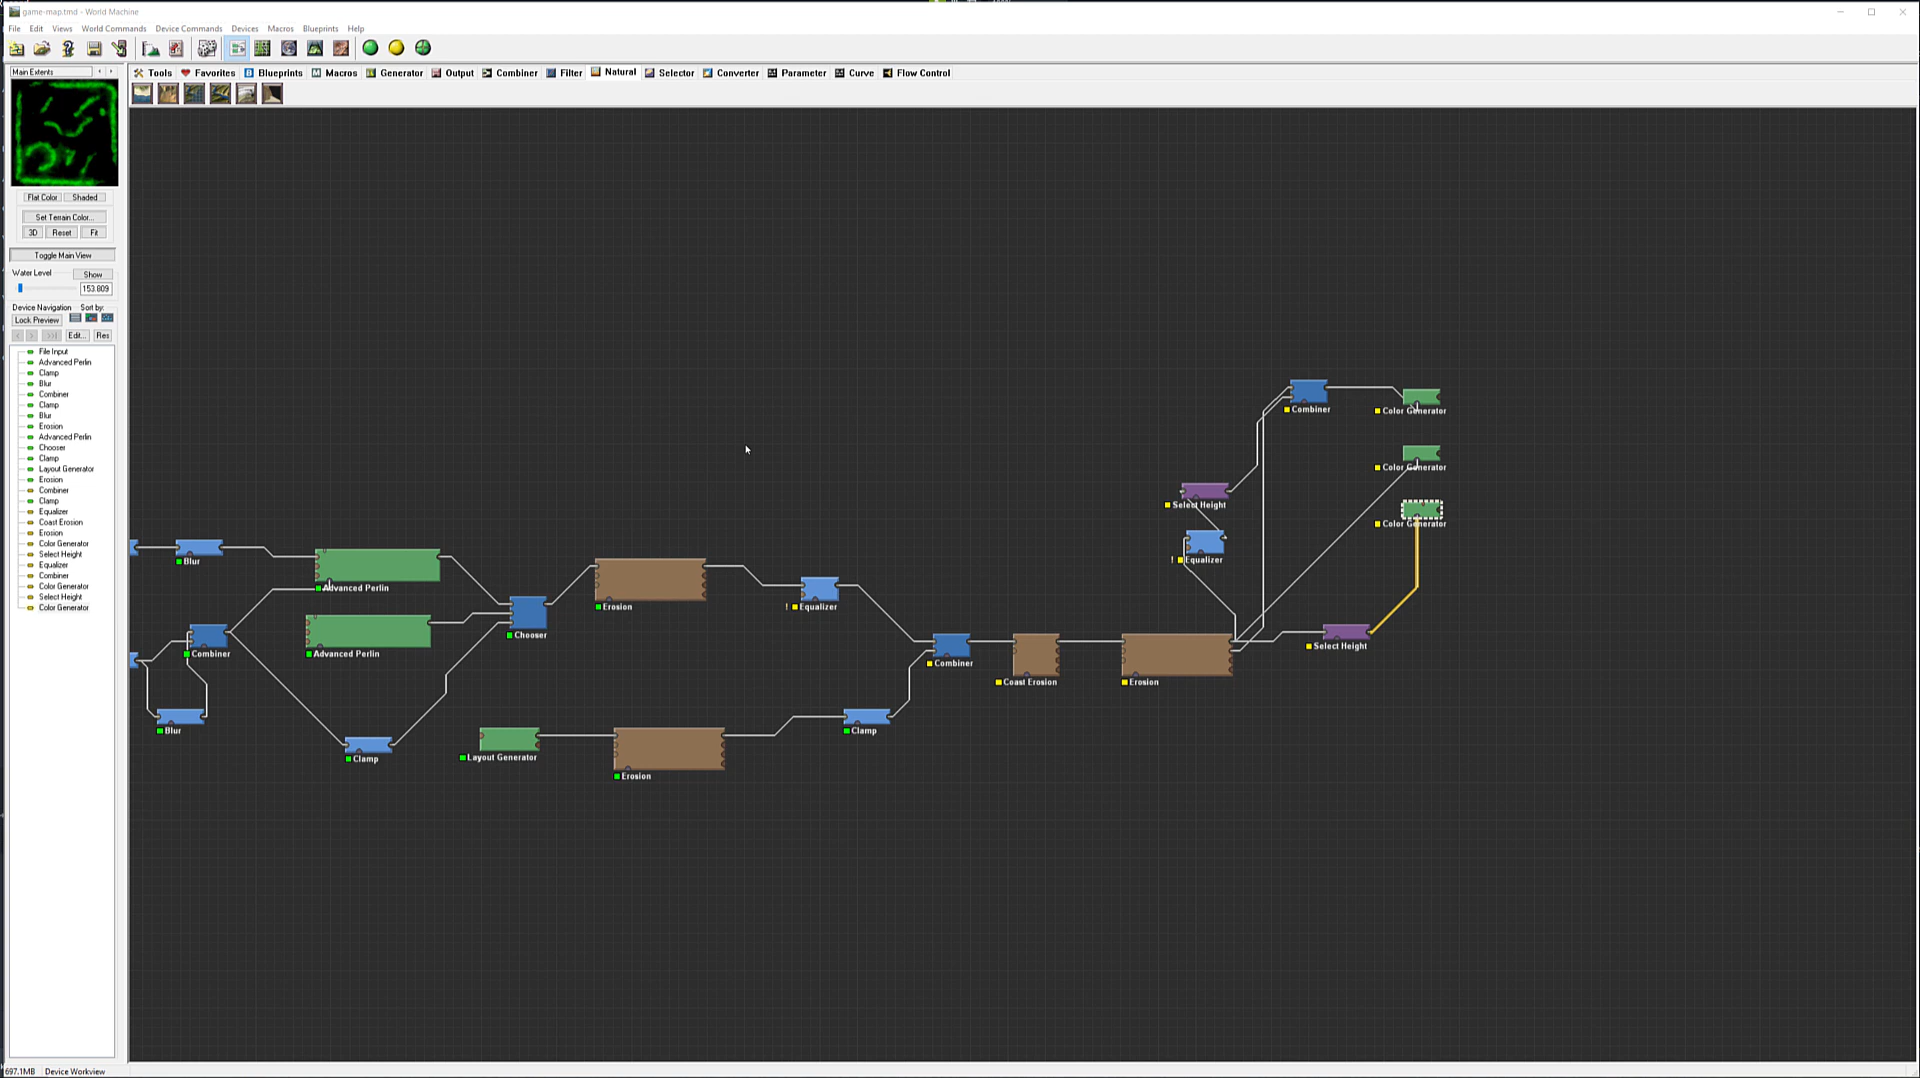 game-map.tmd - World Machine
File Edit Views World Commands Device Commands Devices Macros Blueprints Help
Main Extents
Tools Favorites Blueprints Macros Generator Output Combiner Filter Natural Selector Converter Parameter Curve Flow Control
Flat Color Shaded
Set Terrain Color...
3D Reset Fit
Toggle Main View
Water Level Show
153.809
Device Navigation Sort by:
Lock Preview
Edit... Res
File Input
Advanced Perlin
Clamp
Blur
Combiner
Clamp
Blur
Erosion
Advanced Perlin
Chooser
Clamp
Layout Generator
Erosion
Combiner
Clamp
Equalizer
Coast Erosion
Erosion
Color Generator
Select Height
Equalizer
Combiner
Color Generator
Select Height
Color Generator
Combiner
Color Generator
Color Generator
Select Height
Color Generator
Blur
! Equalizer
Advanced Perlin
Erosion
! Equalizer
Chooser
Combiner
Advanced Perlin
Select Height
Combiner
Coast Erosion
Erosion
Blur
Clamp
Clamp
Layout Generator
Erosion
697.1MB Device Workview